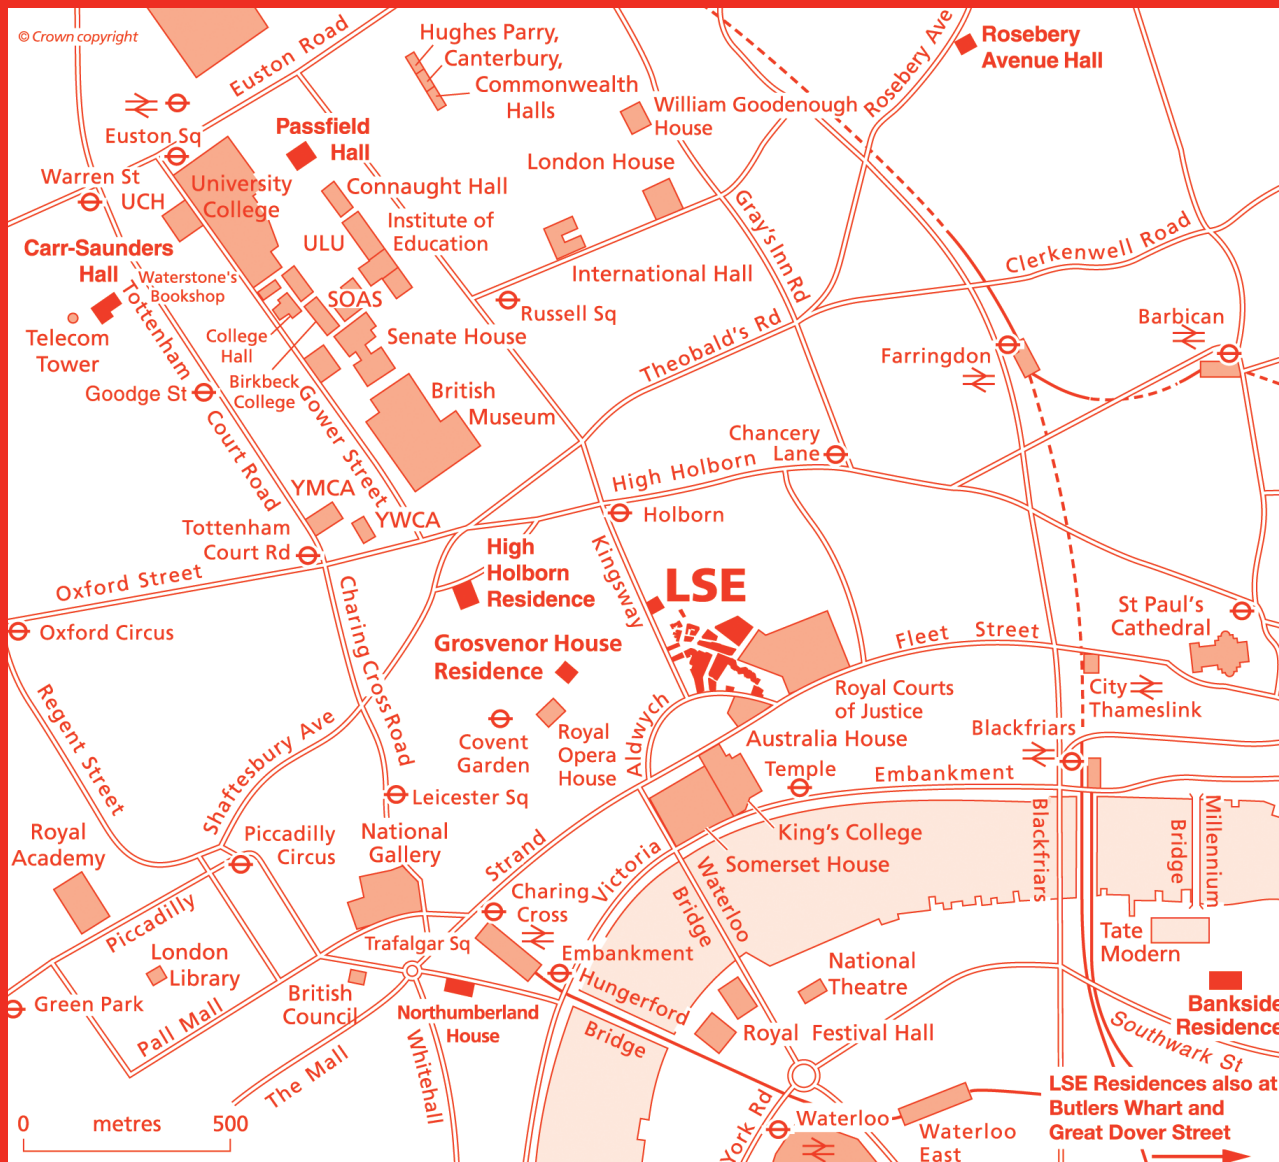 © Crown copyright
Euston Road
Hughes Parry,
Canterbury,
Commonwealth
Halls
Rosebery Ave
Rosebery
Avenue Hall
William Goodenough
House
Euston Sq
Passfield
Hall
London House
Warren St
UCH
University
College
Connaught Hall
Institute of
Education
ULU
Gray's Inn Rd
Clerkenwell Road
Carr-Saunders
Hall
Waterstone's
Bookshop
International Hall
SOAS
Russell Sq
Tottenham
Court Road
Telecom
Tower
College
Hall
Senate House
Theobald's Rd
Farringdon
Barbican
Goodge St
Birkbeck
College
Gower Street
British
Museum
Chancery
Lane
High Holborn
YMCA
YWCA
Holborn
Tottenham
Court Rd
High
Holborn
Residence
Kingsway
LSE
Oxford Street
Oxford Circus
Charing Cross Road
Grosvenor House
Residence
Fleet Street
St Paul's
Cathedral
Regent Street
Shaftesbury Ave
Covent
Garden
Royal
Opera
House
Aldwych
Royal Courts
of Justice
Australia House
City
Thameslink
Blackfriars
Temple
Embankment
Leicester Sq
Royal
Academy
Piccadilly
Circus
National
Gallery
Strand
Victoria
King's College
Somerset House
Blackfriars
Millennium
Bridge
Piccadilly
Charing
Cross
Waterloo
Bridge
Trafalgar Sq
London
Library
Embankment
Tate
Modern
Green Park
Pall Mall
British
Council
Northumberland
House
Hungerford
Bridge
National
Theatre
Royal Festival Hall
Bankside
Residence
Southwark St
The Mall
Whitehall
York Rd
Waterloo
Waterloo
East
LSE Residences also at
Butlers Whart and
Great Dover Street
0 metres 500